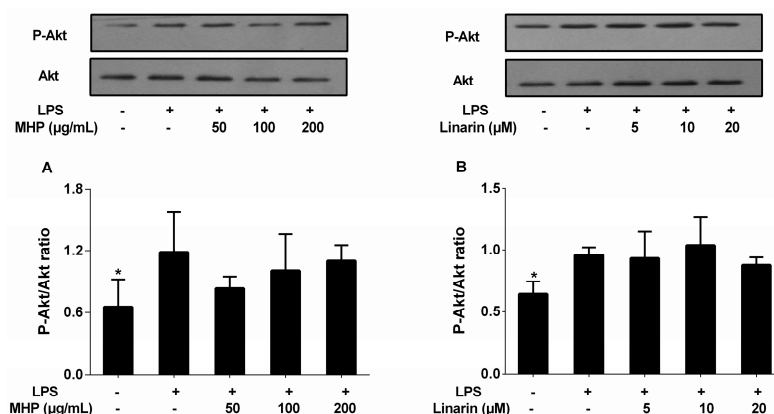 P-Akt
Akt
LPS - + + + +
MHP (µg/mL) - - 50 100 200
P-Akt
Akt
LPS - + + + +
Linarin (µM) - - 5 10 20
A
P-Akt/Akt ratio
1.8
1.2
0.6
0.0
*
LPS - + + + +
MHP (µg/mL) - - 50 100 200
B
P-Akt/Akt ratio
1.5
1.0
0.5
0.0
*
LPS - + + + +
Linarin (µM) - - 5 10 20